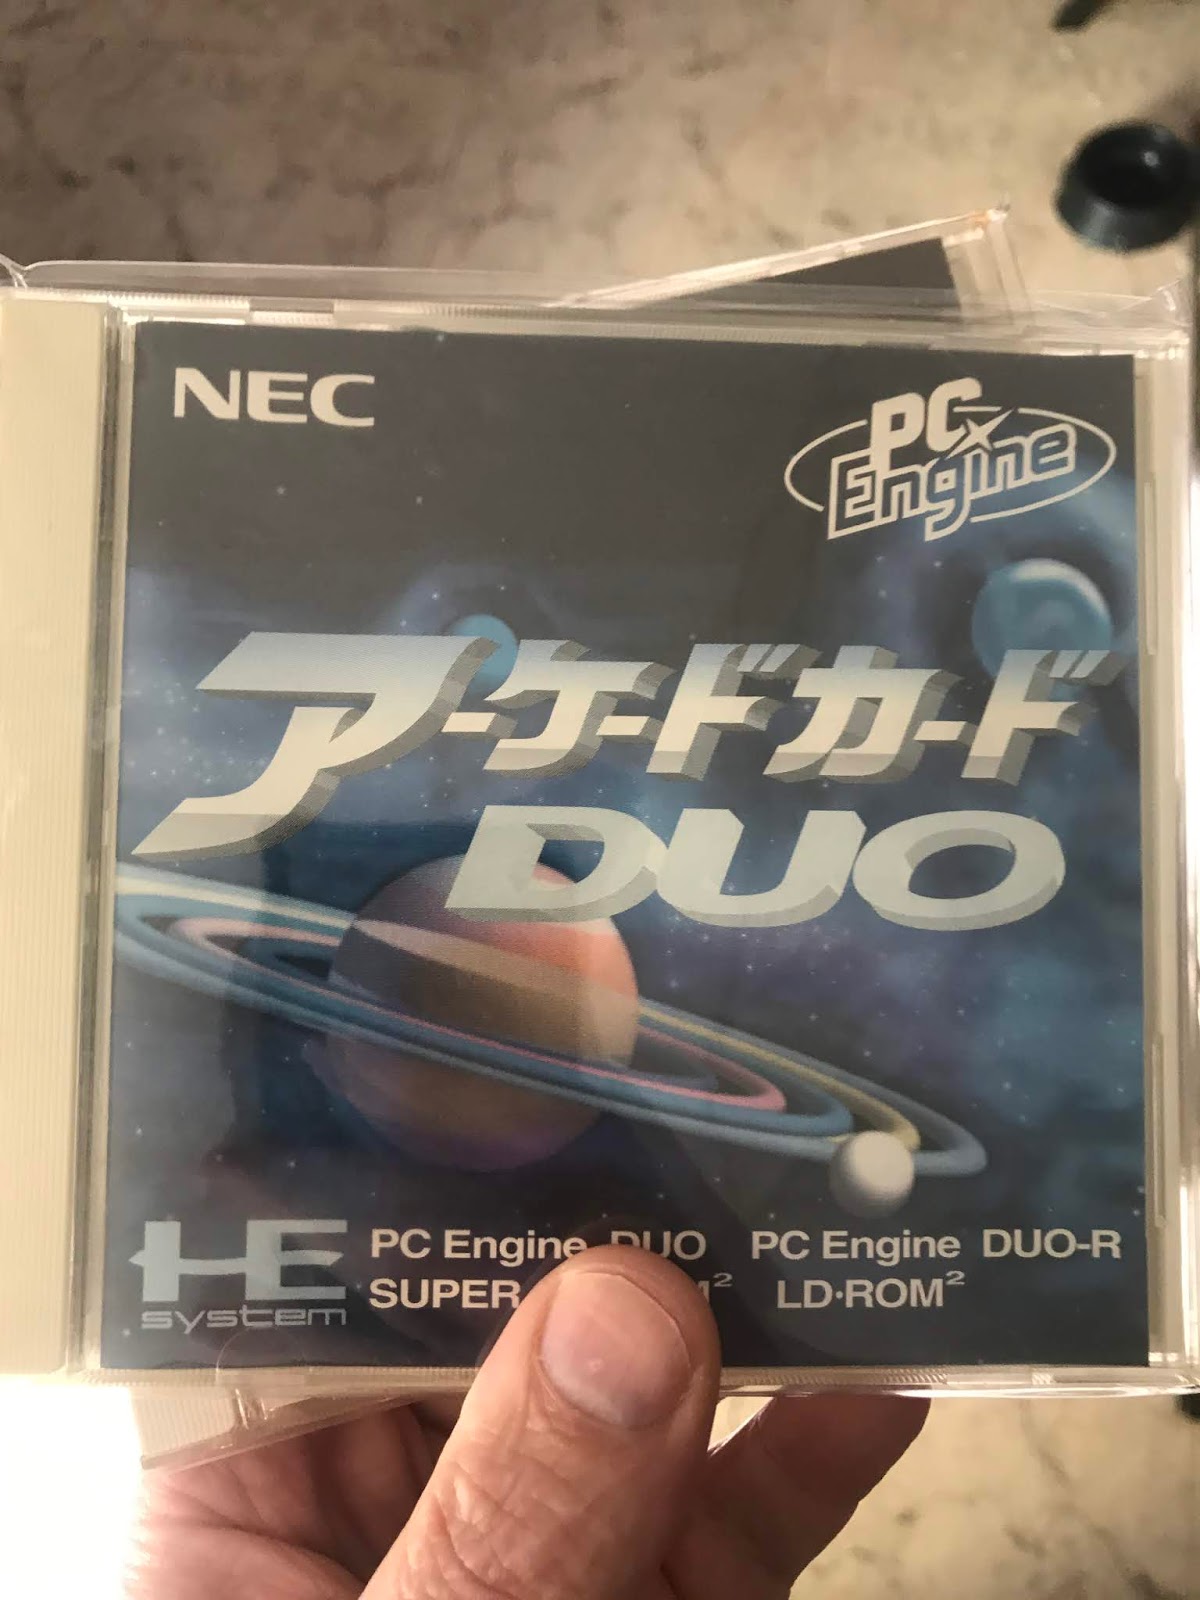 NEC
PC Engine
アーケードカード
DUO
HE system
PC Engine DUO PC Engine DUO-R
SUPER LD·ROM²